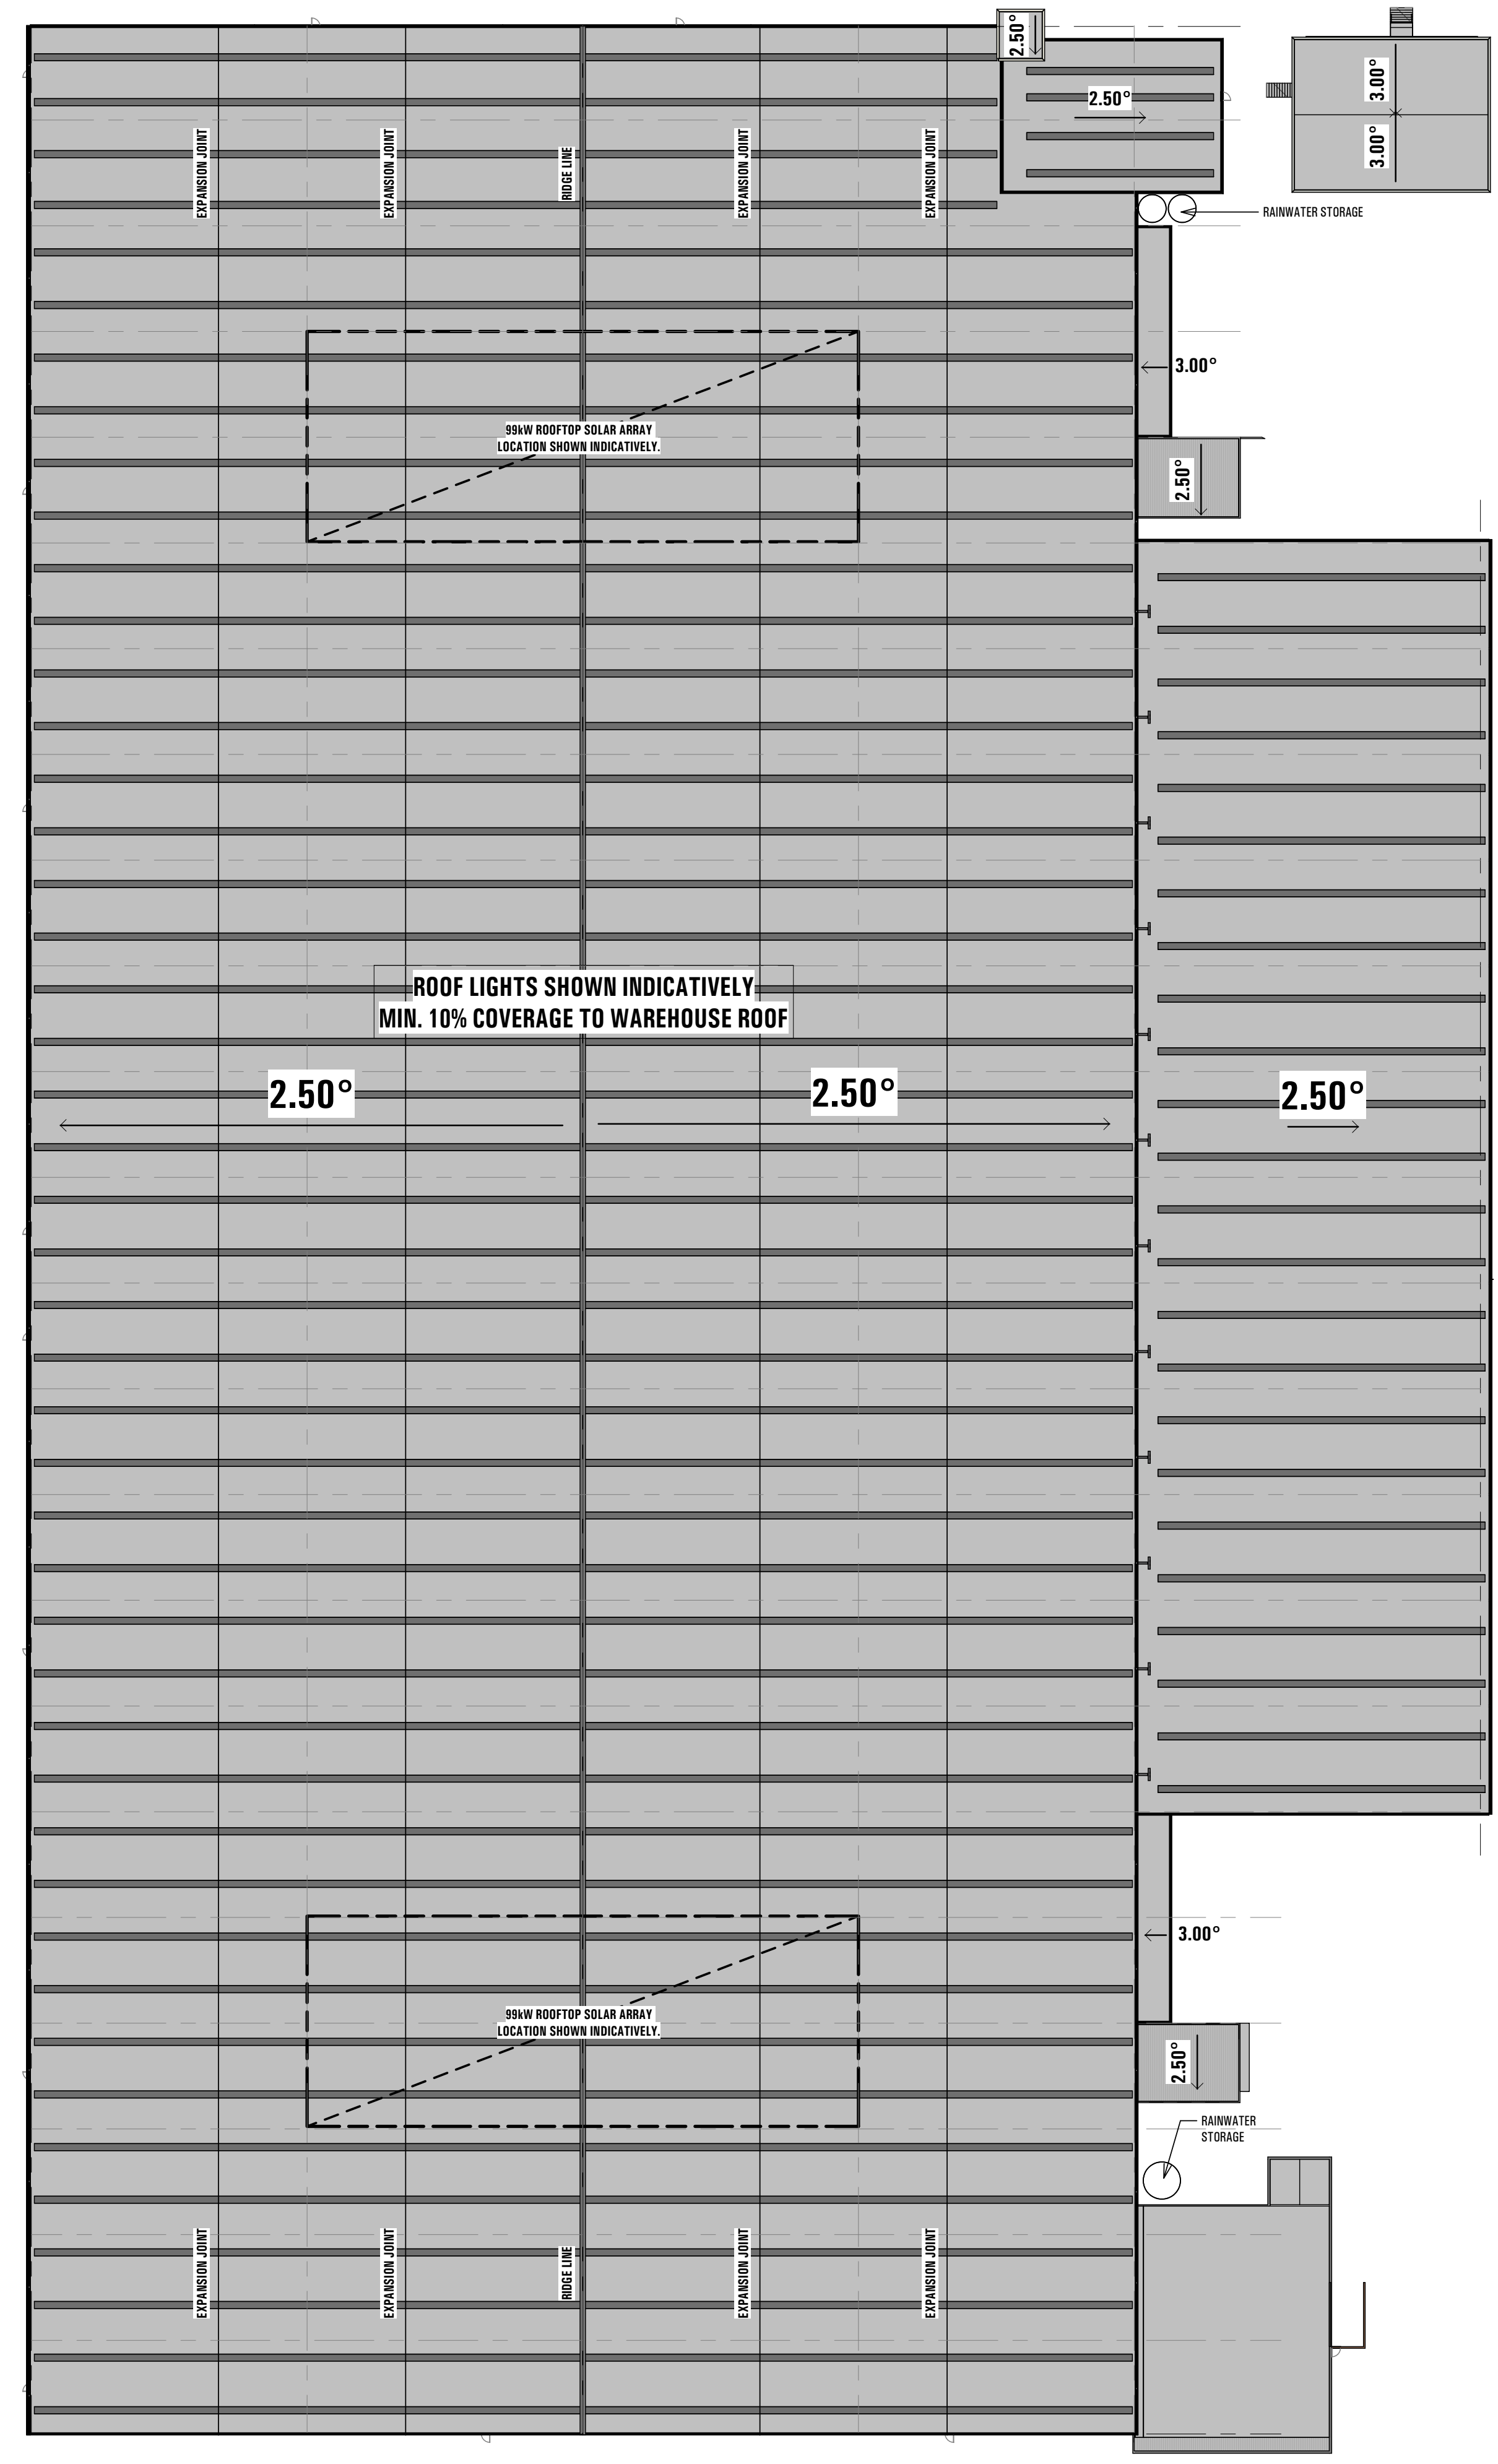 2.50°
2.50°
3.00°
3.00°
EXPANSION JOINT
EXPANSION JOINT
RIDGE LINE
EXPANSION JOINT
EXPANSION JOINT
RAINWATER STORAGE
3.00°
99kW ROOFTOP SOLAR ARRAY
LOCATION SHOWN INDICATIVELY.
2.50°
ROOF LIGHTS SHOWN INDICATIVELY
MIN. 10% COVERAGE TO WAREHOUSE ROOF
2.50°
2.50°
2.50°
3.00°
99kW ROOFTOP SOLAR ARRAY
LOCATION SHOWN INDICATIVELY.
2.50°
RAINWATER
STORAGE
EXPANSION JOINT
EXPANSION JOINT
RIDGE LINE
EXPANSION JOINT
EXPANSION JOINT